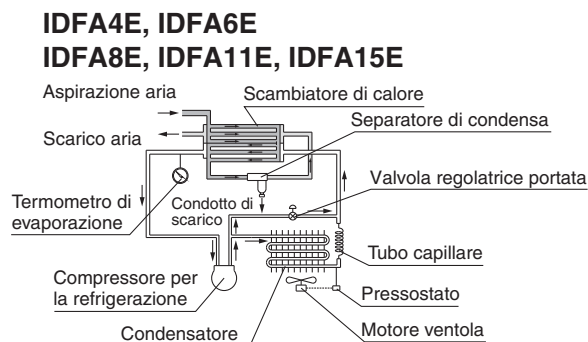 IDFA4E, IDFA6E
IDFA8E, IDFA11E, IDFA15E
Aspirazione aria
Scambiatore di calore
Scarico aria
Separatore di condensa
Valvola regolatrice portata
Termometro di
evaporazione
Condotto di
scarico
Tubo capillare
Compressore per
la refrigerazione
Pressostato
Condensatore
Motore ventola